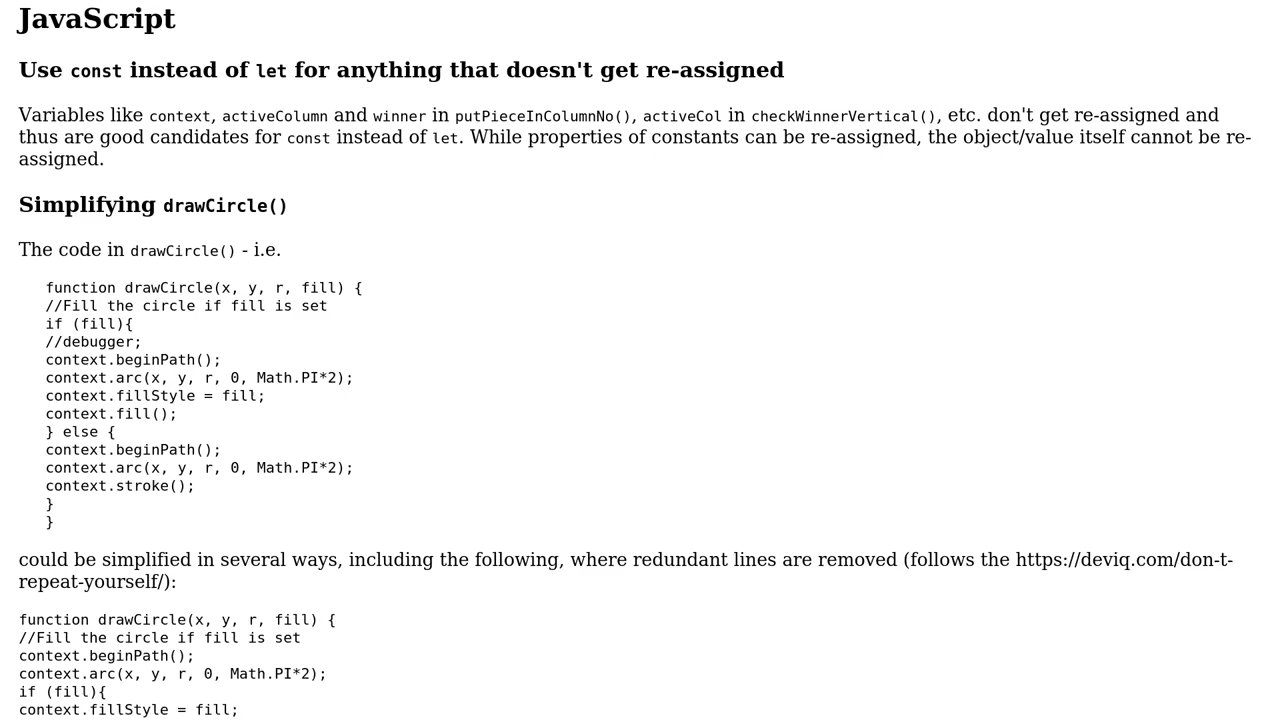 JavaScript
Use const instead of let for anything that doesn't get re-assigned
Variables like context, activeColumn and winner in putPieceInColumnNo(), activeCol in checkWinnerVertical(), etc. don't get re-assigned and
thus are good candidates for const instead of let. While properties of constants can be re-assigned, the object/value itself cannot be re-
assigned.
Simplifying drawCircle()
The code in drawCircle() - i.e.
function drawCircle(x, y, r, fill) {
//Fill the circle if fill is set
if (fill){
//debugger;
context.beginPath();
context.arc(x, y, r, 0, Math.PI*2);
context.fillStyle = fill;
context.fill();
} else {
context.beginPath();
context.arc(x, y, r, 0, Math.PI*2);
context.stroke();
}
}
could be simplified in several ways, including the following, where redundant lines are removed (follows the https://deviq.com/don-t-
repeat-yourself/):
function drawCircle(x, y, r, fill) {
//Fill the circle if fill is set
context.beginPath();
context.arc(x, y, r, 0, Math.PI*2);
if (fill){
context.fillStyle = fill;